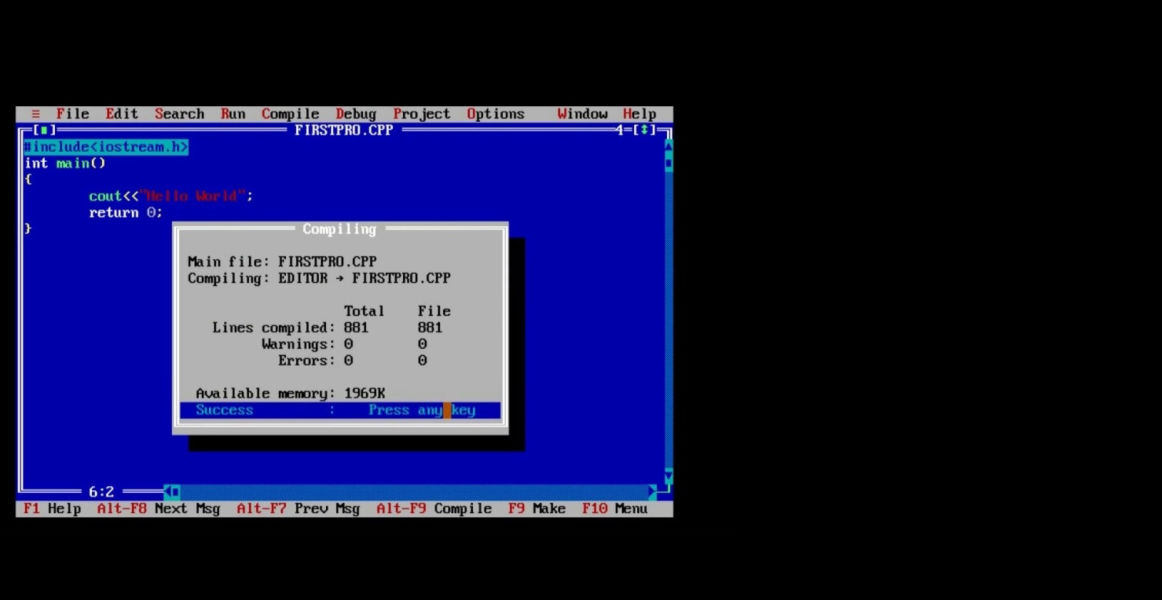 ≡ File Edit Search Run Compile Debug Project Options Window Help
[■] FIRSTPRO.CPP 4=[↕]
#include<iostream.h>
int main()
{
cout<<"Hello World";
return 0;
}
Compiling
Main file: FIRSTPRO.CPP
Compiling: EDITOR → FIRSTPRO.CPP
Total File
Lines compiled: 881 881
Warnings: 0 0
Errors: 0 0
Available memory: 1969K
Success : Press any key
6:2
F1 Help Alt-F8 Next Msg Alt-F7 Prev Msg Alt-F9 Compile F9 Make F10 Menu